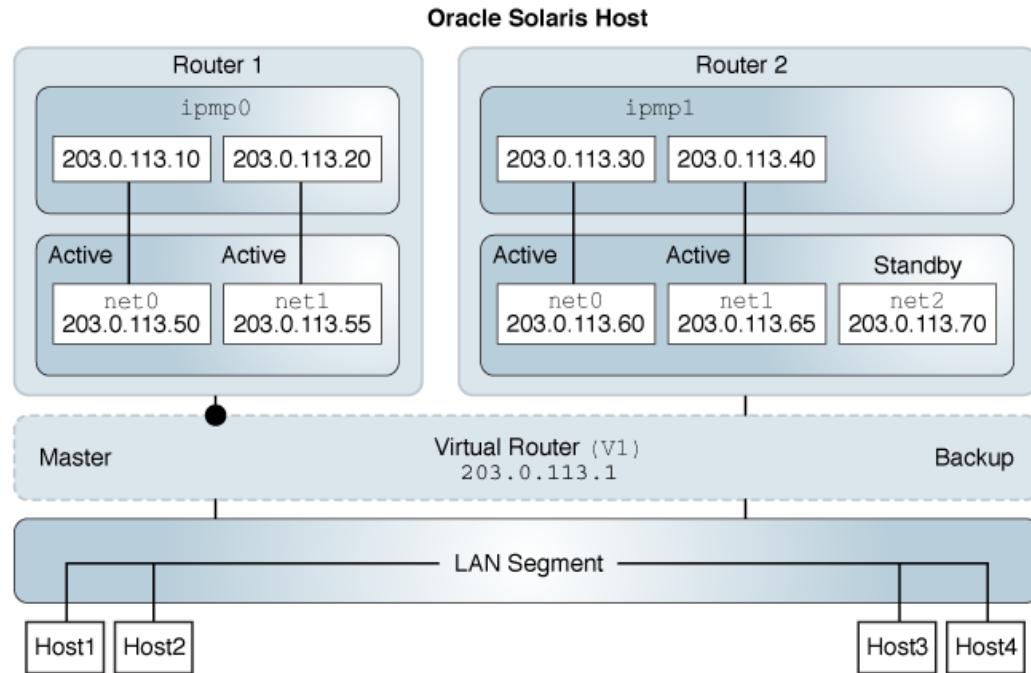 Oracle Solaris Host
Router 1
ipmp0
203.0.113.10
203.0.113.20
Active
Active
net0
203.0.113.50
net1
203.0.113.55
Router 2
ipmp1
203.0.113.30
203.0.113.40
Active
Active
Standby
net0
203.0.113.60
net1
203.0.113.65
net2
203.0.113.70
Master
Virtual Router (V1)
203.0.113.1
Backup
LAN Segment
Host1
Host2
Host3
Host4